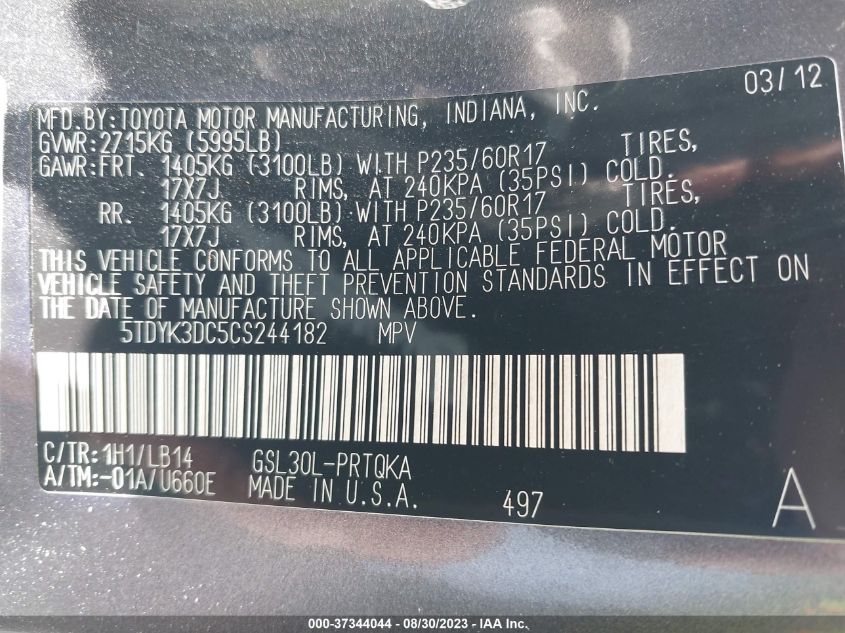 03/12
MFD.BY:TOYOTA MOTOR MANUFACTURING, INDIANA, INC.
GVWR:2715KG (5995LB)
GAWR:FRT. 1405KG (3100LB) WITH P235/60R17 TIRES,
17X7J RIMS, AT 240KPA (35PSI) COLD.
RR. 1405KG (3100LB) WITH P235/60R17 TIRES,
17X7J RIMS, AT 240KPA (35PSI) COLD.
THIS VEHICLE CONFORMS TO ALL APPLICABLE FEDERAL MOTOR
VEHICLE SAFETY AND THEFT PREVENTION STANDARDS IN EFFECT ON
THE DATE OF MANUFACTURE SHOWN ABOVE.
5TDYK3DC5CS244182 MPV
C/TR:1H1/LB14 GSL30L-PRTQKA
A/TM:-01A/U660E MADE IN U.S.A. 497 A
000-37344044 - 08/30/2023 - IAA Inc.